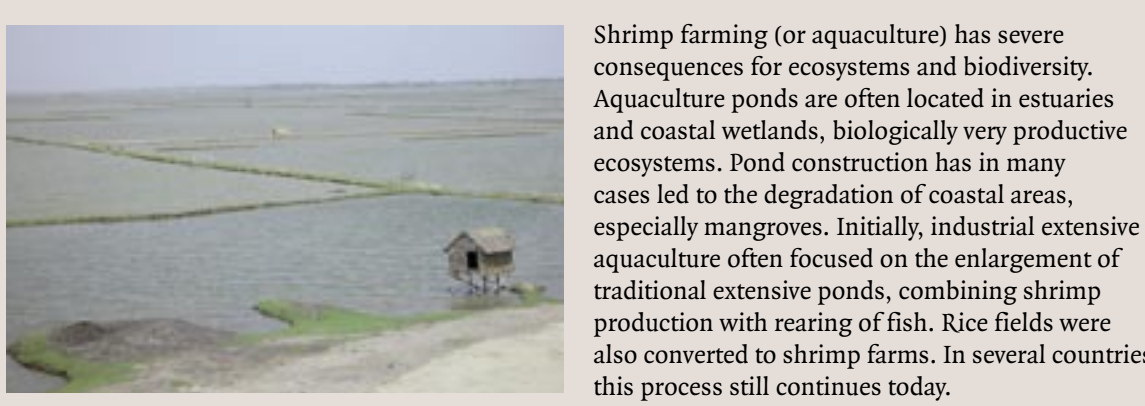 Shrimp farming (or aquaculture) has severe
consequences for ecosystems and biodiversity.
Aquaculture ponds are often located in estuaries
and coastal wetlands, biologically very productive
ecosystems. Pond construction has in many
cases led to the degradation of coastal areas,
especially mangroves. Initially, industrial extensive
aquaculture often focused on the enlargement of
traditional extensive ponds, combining shrimp
production with rearing of fish. Rice fields were
also converted to shrimp farms. In several countries
this process still continues today.